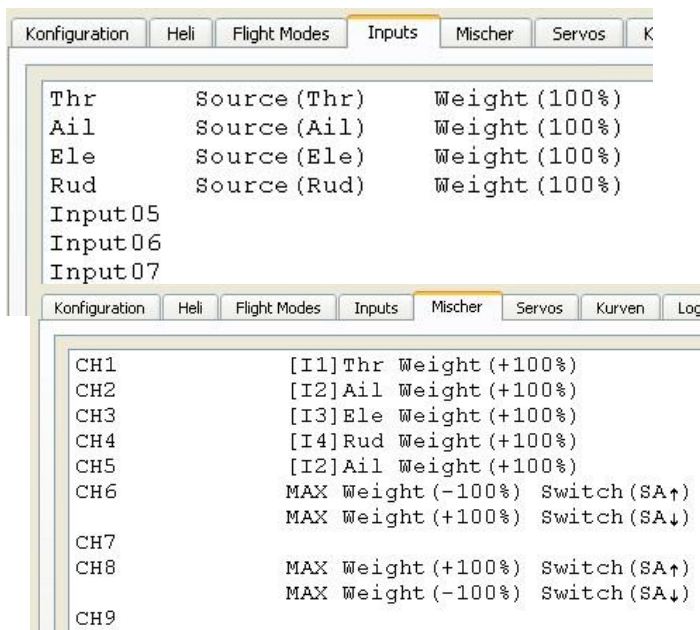 Konfiguration Heli Flight Modes Inputs Mischer Servos K
Thr Source(Thr) Weight(100%)
Ail Source(Ail) Weight(100%)
Ele Source(Ele) Weight(100%)
Rud Source(Rud) Weight(100%)
Input05
Input06
Input07
Konfiguration Heli Flight Modes Inputs Mischer Servos Kurven Log
CH1 [I1]Thr Weight(+100%)
CH2 [I2]Ail Weight(+100%)
CH3 [I3]Ele Weight(+100%)
CH4 [I4]Rud Weight(+100%)
CH5 [I2]Ail Weight(+100%)
CH6 MAX Weight(-100%) Switch(SA↑)
MAX Weight(+100%) Switch(SA↓)
CH7
CH8 MAX Weight(+100%) Switch(SA↑)
MAX Weight(-100%) Switch(SA↓)
CH9